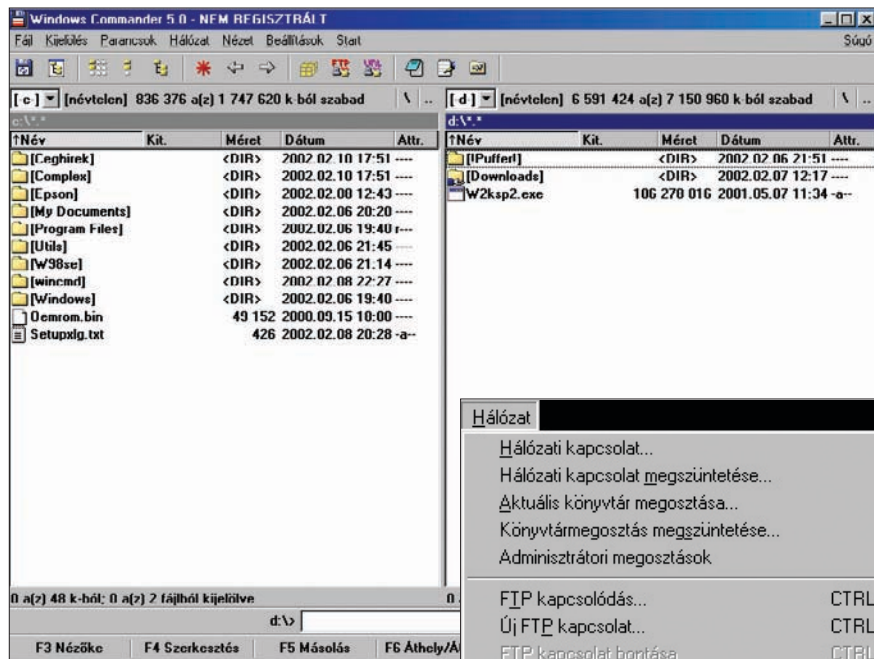 Windows Commander 5.0 - NEM REGISZTRÁLT
Fájl Kijelölés Parancsok Hálózat Nézet Beállítások Start Súgó
[-c-] [névtelen] 836 376 a(z) 1 747 620 k-ból szabad \ ..
[-d-] [névtelen] 6 591 424 a(z) 7 150 960 k-ból szabad \ ..
c:\*.*
d:\*.*
↑Név Kit. Méret Dátum Attr.
[Ceghirek] <DIR> 2002.02.10 17:51 ----
[Complex] <DIR> 2002.02.10 17:51 ----
[Epson] <DIR> 2002.02.08 12:43 ----
[My Documents] <DIR> 2002.02.06 20:20 ----
[Program Files] <DIR> 2002.02.06 19:40 r---
[Utils] <DIR> 2002.02.06 21:45 ----
[W98se] <DIR> 2002.02.06 21:14 ----
[wincmd] <DIR> 2002.02.08 22:27 ----
[Windows] <DIR> 2002.02.06 19:40 ----
Oemrom.bin 49 152 2000.09.15 10:00 ----
Setupxlg.txt 426 2002.02.08 20:28 -a--
↑Név Kit. Méret Dátum Attr.
[!Puffer!] <DIR> 2002.02.06 21:51 ----
[Downloads] <DIR> 2002.02.07 12:17 ----
W2ksp2.exe 106 278 016 2001.05.07 11:34 -a--
0 a(z) 48 k-ból; 0 a(z) 2 fájlból kijelölve
0
d:\>
F3 Nézőke F4 Szerkesztés F5 Másolás F6 Áthely/Á
Hálózat
Hálózati kapcsolat...
Hálózati kapcsolat megszüntetése...
Aktuális könyvtár megosztása...
Könyvtármegosztás megszüntetése...
Adminisztrátori megosztások
FTP kapcsolódás... CTRL
Új FTP kapcsolat... CTRL
FTP kapcsolat bontása CTRL